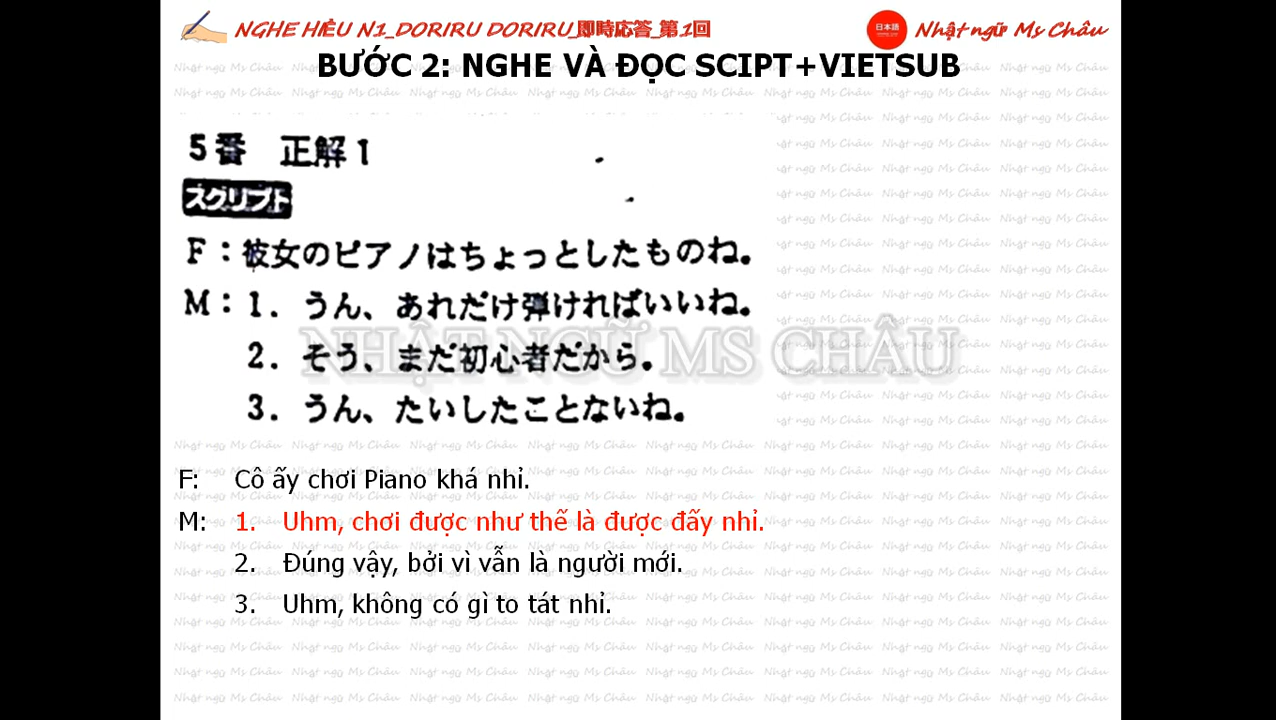 NGHE HIỂU N1_DORIRU DORIRU_即時応答_第1回
日本語
Nhật ngữ Ms Châu
BƯỚC 2: NGHE VÀ ĐỌC SCIPT+VIETSUB
5番 正解1
スクリプト
F：彼女のピアノはちょっとしたものね。
M：1．うん、あれだけ弾ければいいね。
2．そう、まだ初心者だから。
3．うん、たいしたことないね。
NHẬT NGỮ MS CHÂU
F: Cô ấy chơi Piano khá nhỉ.
M: 1. Uhm, chơi được như thế là được đấy nhỉ.
2. Đúng vậy, bởi vì vẫn là người mới.
3. Uhm, không có gì to tát nhỉ.